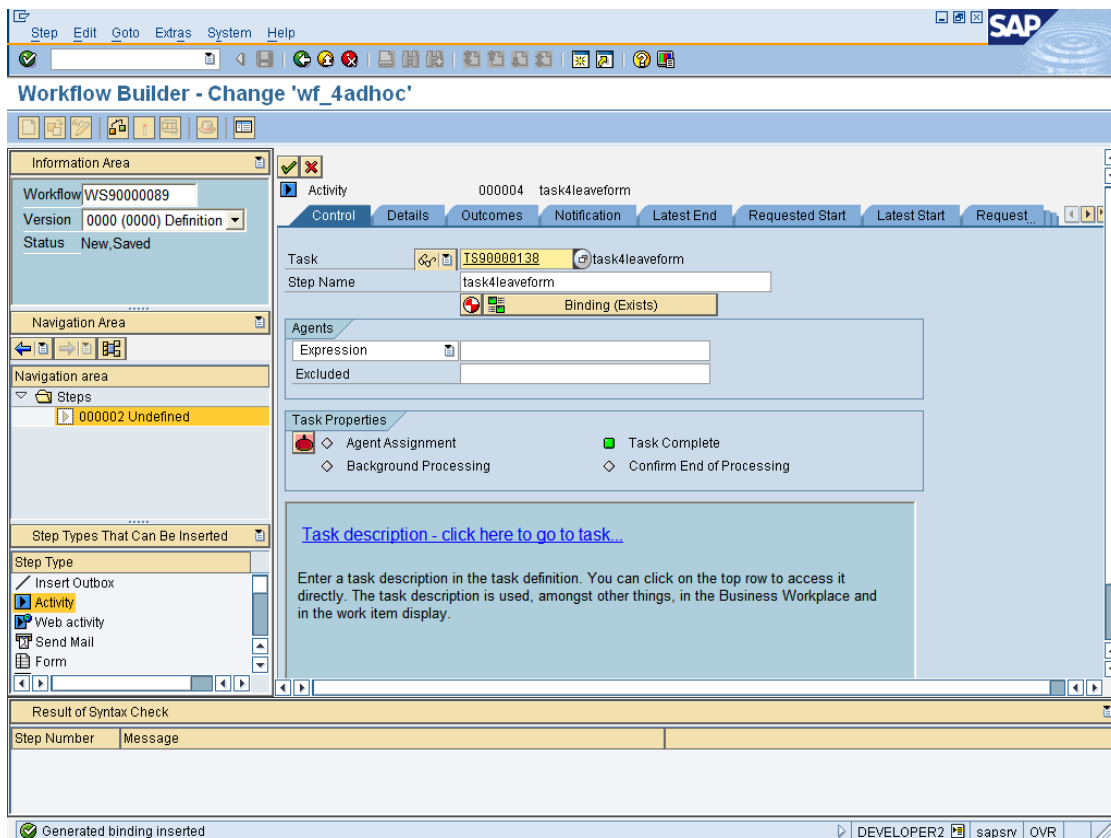 Step Edit Goto Extras System Help
SAP
Workflow Builder - Change 'wf_4adhoc'
Information Area
Workflow WS90000089
Version 0000 (0000) Definition
Status New,Saved
Navigation Area
Navigation area
Steps
000002 Undefined
Step Types That Can Be Inserted
Step Type
Insert Outbox
Activity
Web activity
Send Mail
Form
Activity 000004 task4leaveform
Control Details Outcomes Notification Latest End Requested Start Latest Start Request
Task TS90000138 task4leaveform
Step Name task4leaveform
Binding (Exists)
Agents
Expression
Excluded
Task Properties
Agent Assignment Task Complete
Background Processing Confirm End of Processing
Task description - click here to go to task...
Enter a task description in the task definition. You can click on the top row to access it
directly. The task description is used, amongst other things, in the Business Workplace and
in the work item display.
Result of Syntax Check
Step Number Message
Generated binding inserted DEVELOPER2 sapsrv OVR